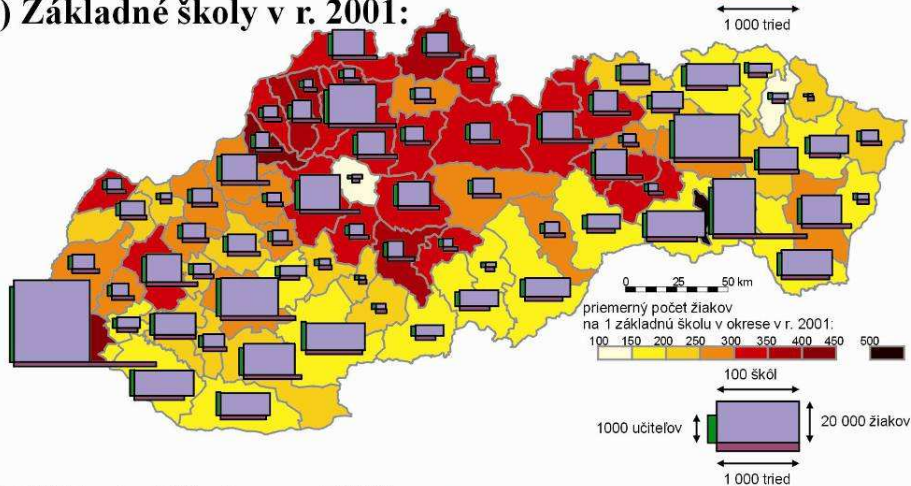 ) Základné školy v r. 2001:
1 000 tried
0 25 50 km
priemerný počet žiakov
na 1 základnú školu v okrese v r. 2001:
100 150 200 250 300 350 400 450 500
100 škôl
1000 učiteľov
20 000 žiakov
1 000 tried